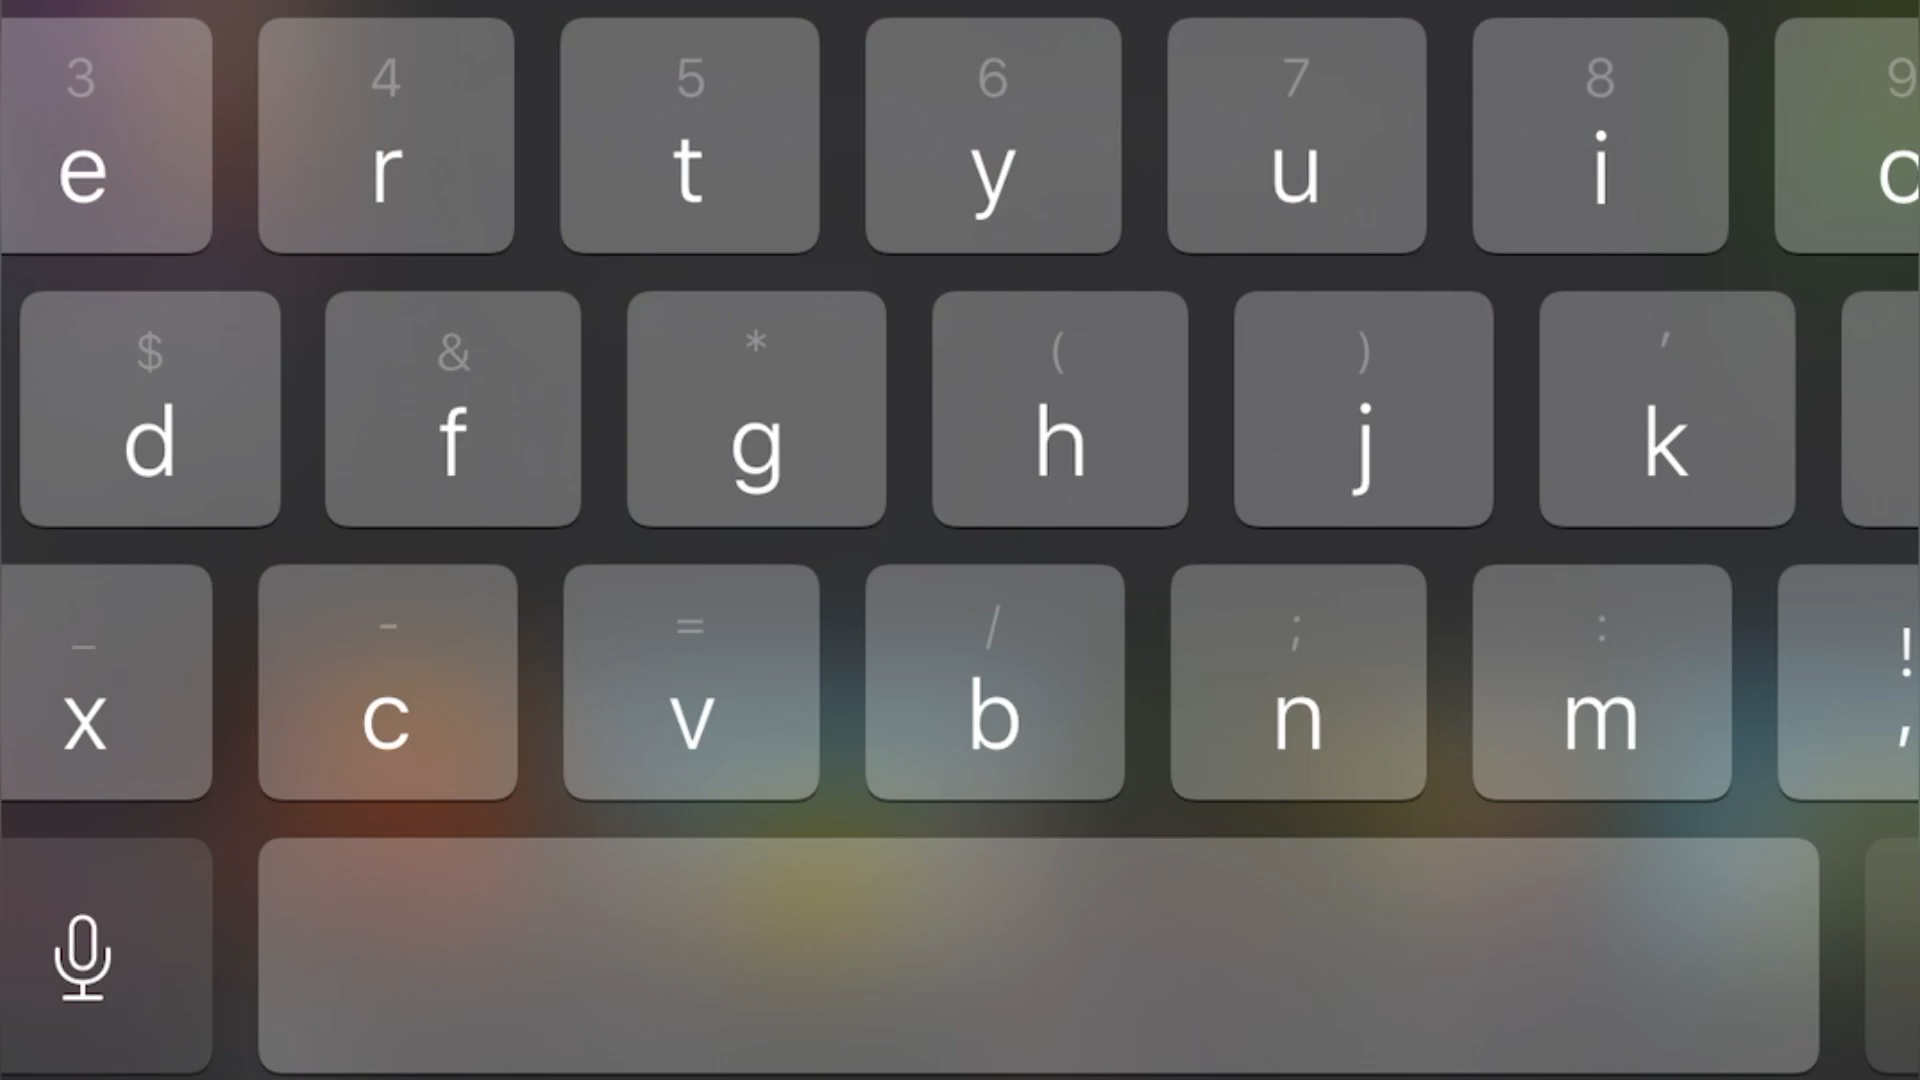 3 4 5 6 7 8 9
e r t y u i o
$ & * ( ) ′
d f g h j k
_ - = / ; : !
x c v b n m ,